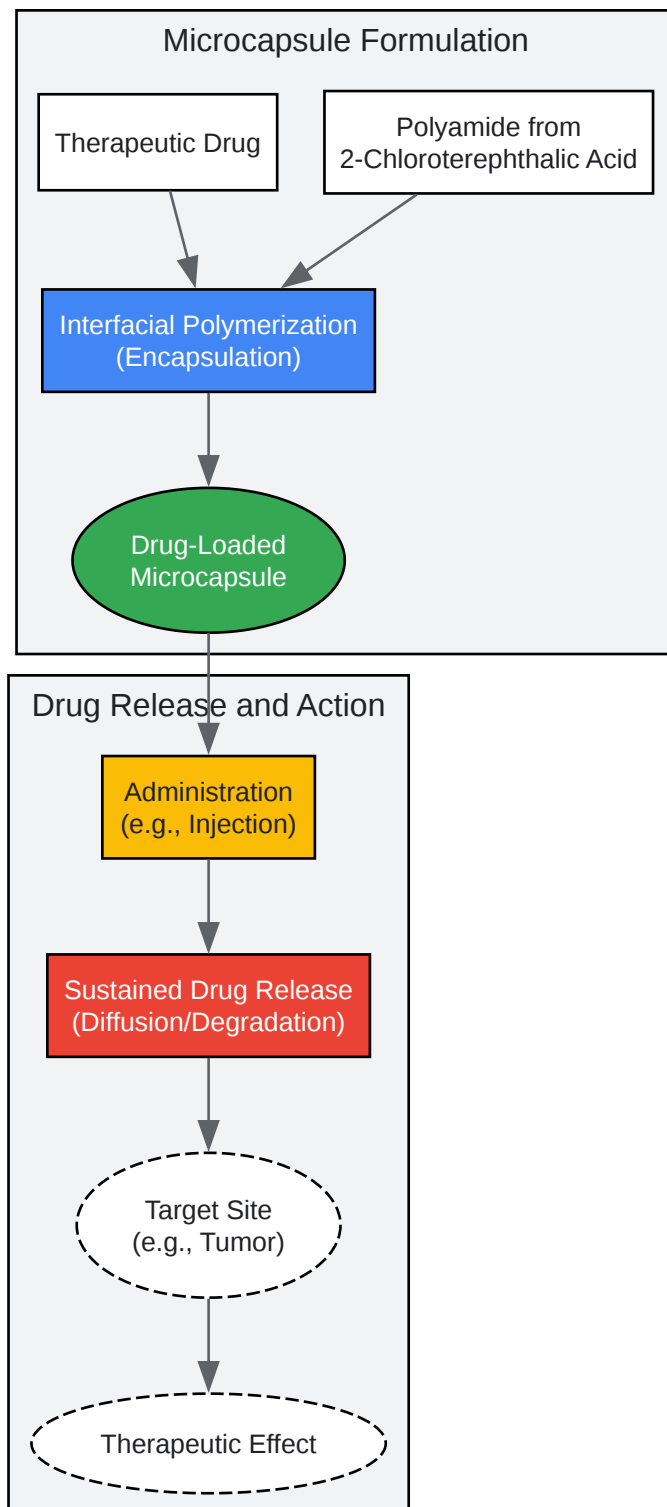 Microcapsule Formulation
Therapeutic Drug
Polyamide from
2-Chloroterephthalic Acid
Interfacial Polymerization
(Encapsulation)
Drug-Loaded
Microcapsule
Drug Release and Action
Administration
(e.g., Injection)
Sustained Drug Release
(Diffusion/Degradation)
Target Site
(e.g., Tumor)
Therapeutic Effect